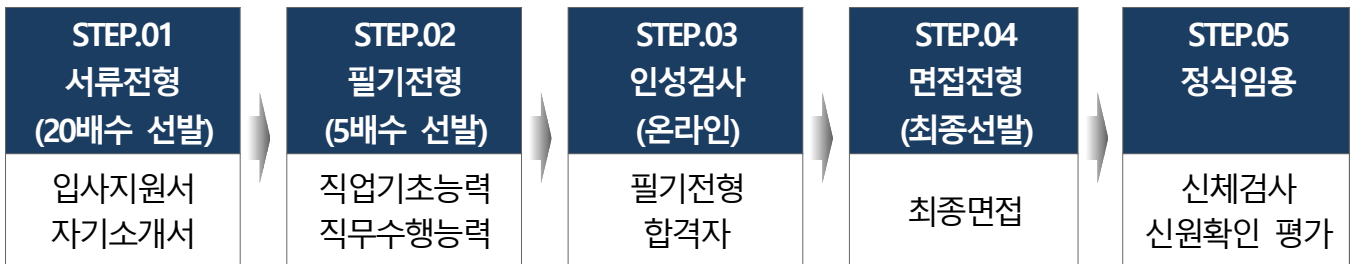 STEP.01
서류전형
(20배수 선발)
입사지원서
자기소개서
STEP.02
필기전형
(5배수 선발)
직업기초능력
직무수행능력
STEP.03
인성검사
(온라인)
필기전형
합격자
STEP.04
면접전형
(최종선발)
최종면접
STEP.05
정식임용
신체검사
신원확인 평가